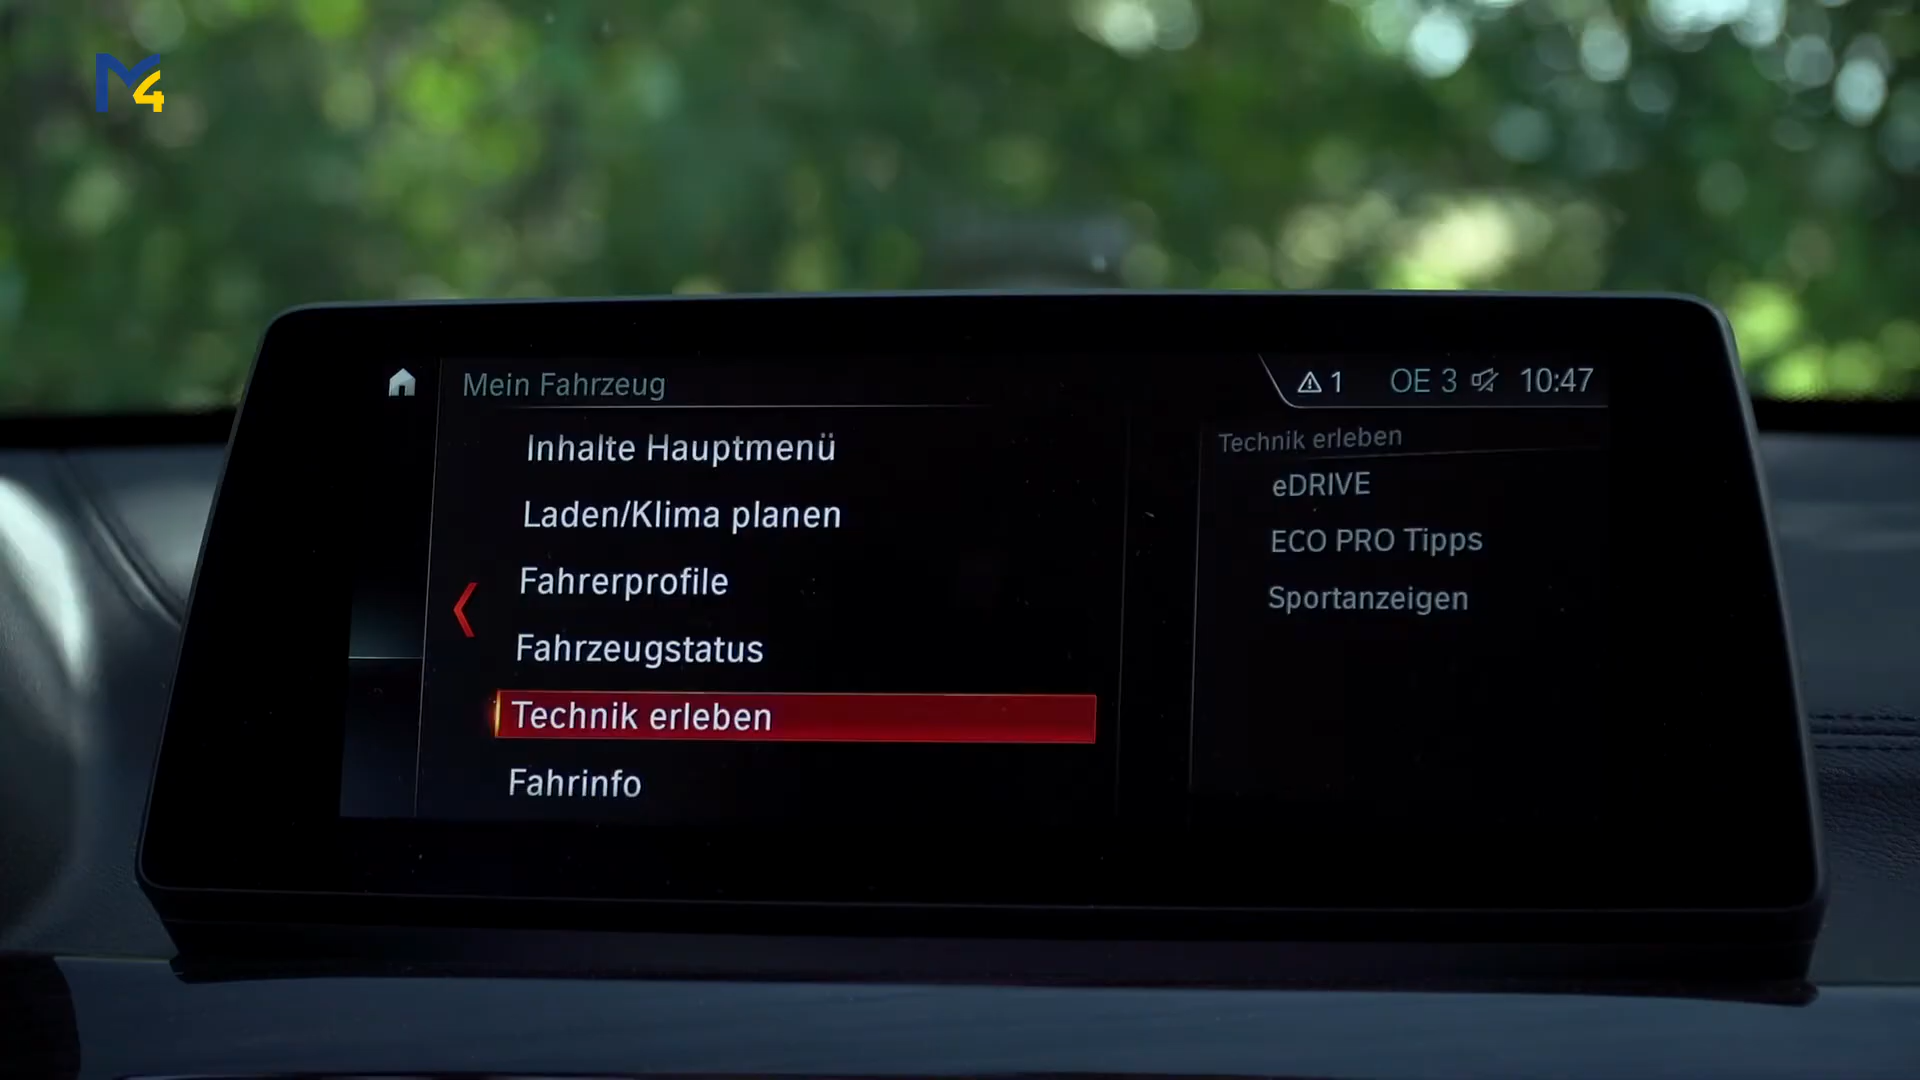 M4
Mein Fahrzeug
⚠ 1 OE 3 10:47
Inhalte Hauptmenü
Laden/Klima planen
Fahrerprofile
Fahrzeugstatus
Technik erleben
Fahrinfo
Technik erleben
eDRIVE
ECO PRO Tipps
Sportanzeigen